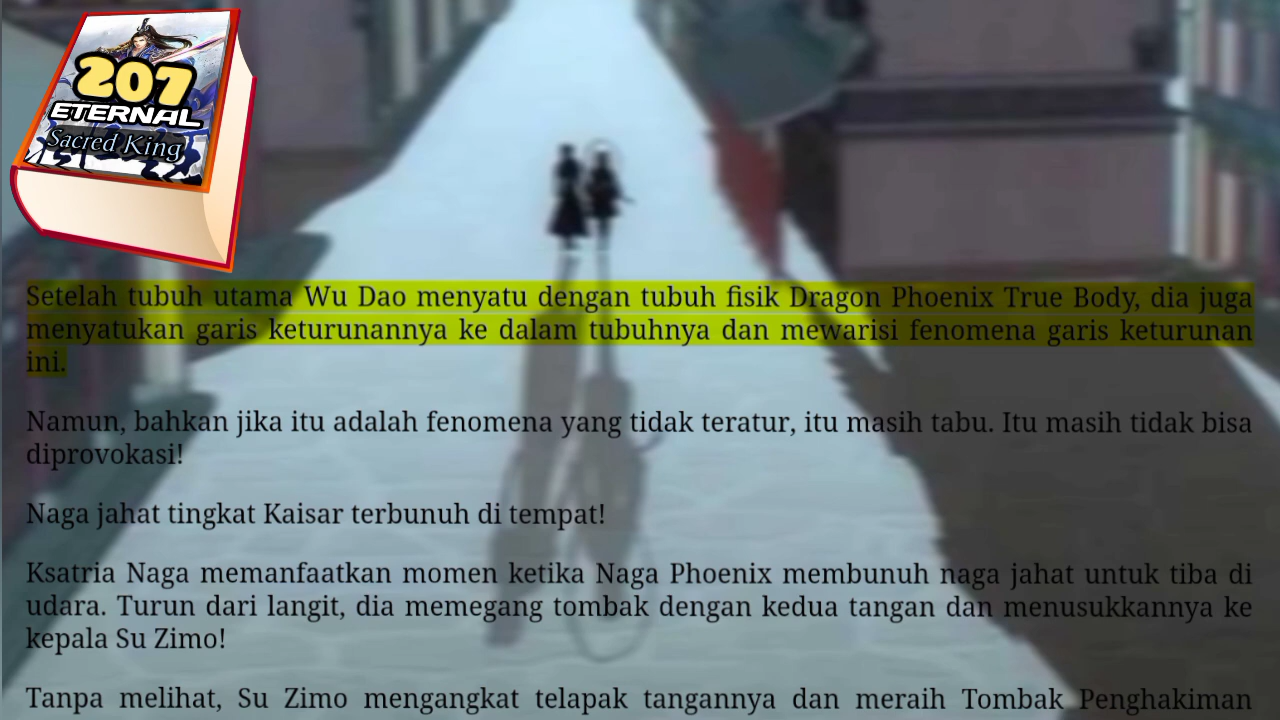 207
ETERNAL
Sacred King
Setelah tubuh utama Wu Dao menyatu dengan tubuh fisik Dragon Phoenix True Body, dia juga
menyatukan garis keturunannya ke dalam tubuhnya dan mewarisi fenomena garis keturunan
ini.
Namun, bahkan jika itu adalah fenomena yang tidak teratur, itu masih tabu. Itu masih tidak bisa
diprovokasi!
Naga jahat tingkat Kaisar terbunuh di tempat!
Ksatria Naga memanfaatkan momen ketika Naga Phoenix membunuh naga jahat untuk tiba di
udara. Turun dari langit, dia memegang tombak dengan kedua tangan dan menusukkannya ke
kepala Su Zimo!
Tanpa melihat, Su Zimo mengangkat telapak tangannya dan meraih Tombak Penghakiman